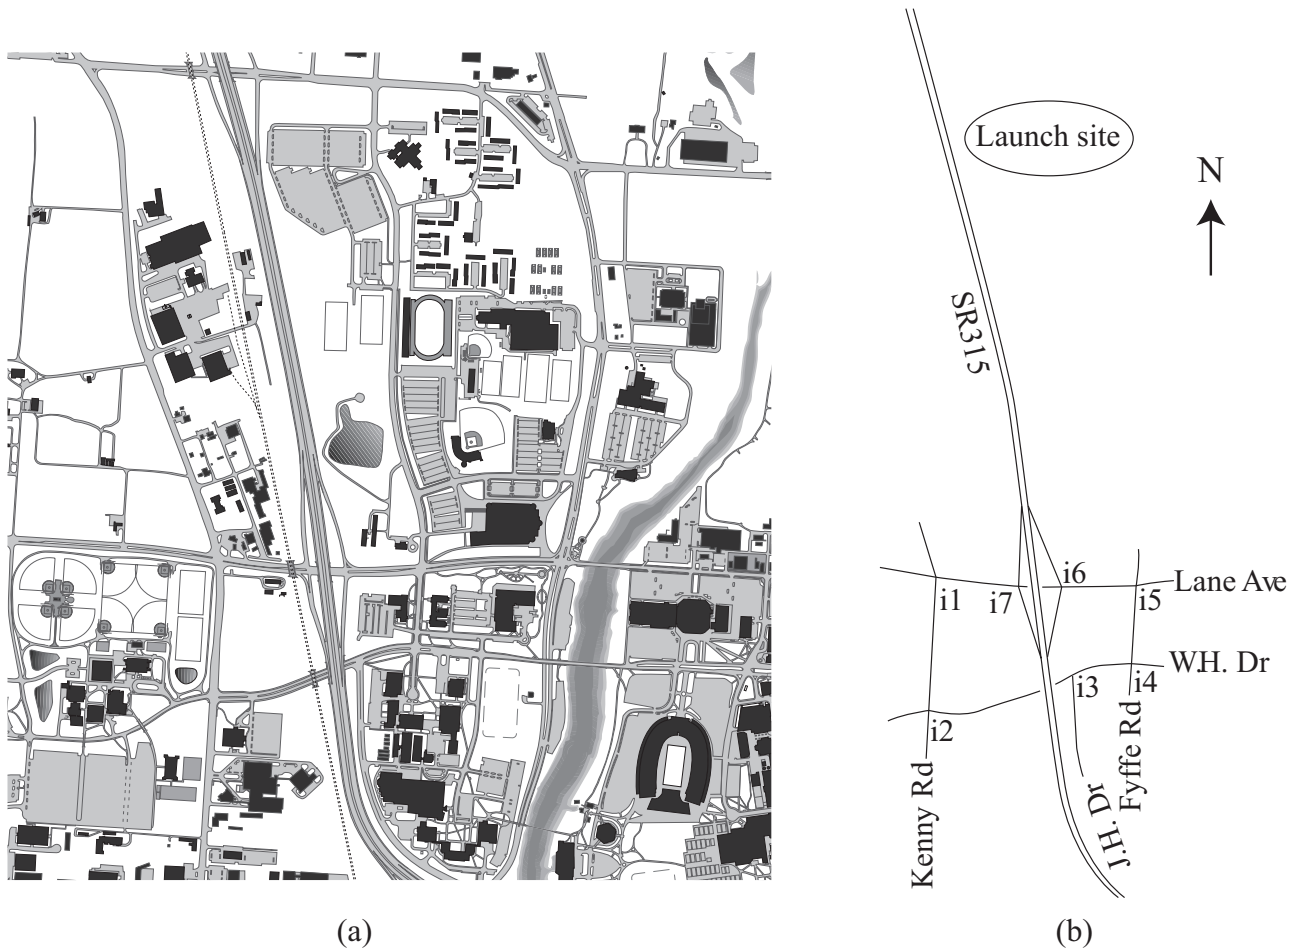 Launch site
N
SR315
i6
Lane Ave
i1
i7
i5
W.H. Dr
i3
i4
i2
Kenny Rd
J.H. Dr
Fyffe Rd
(a)
(b)